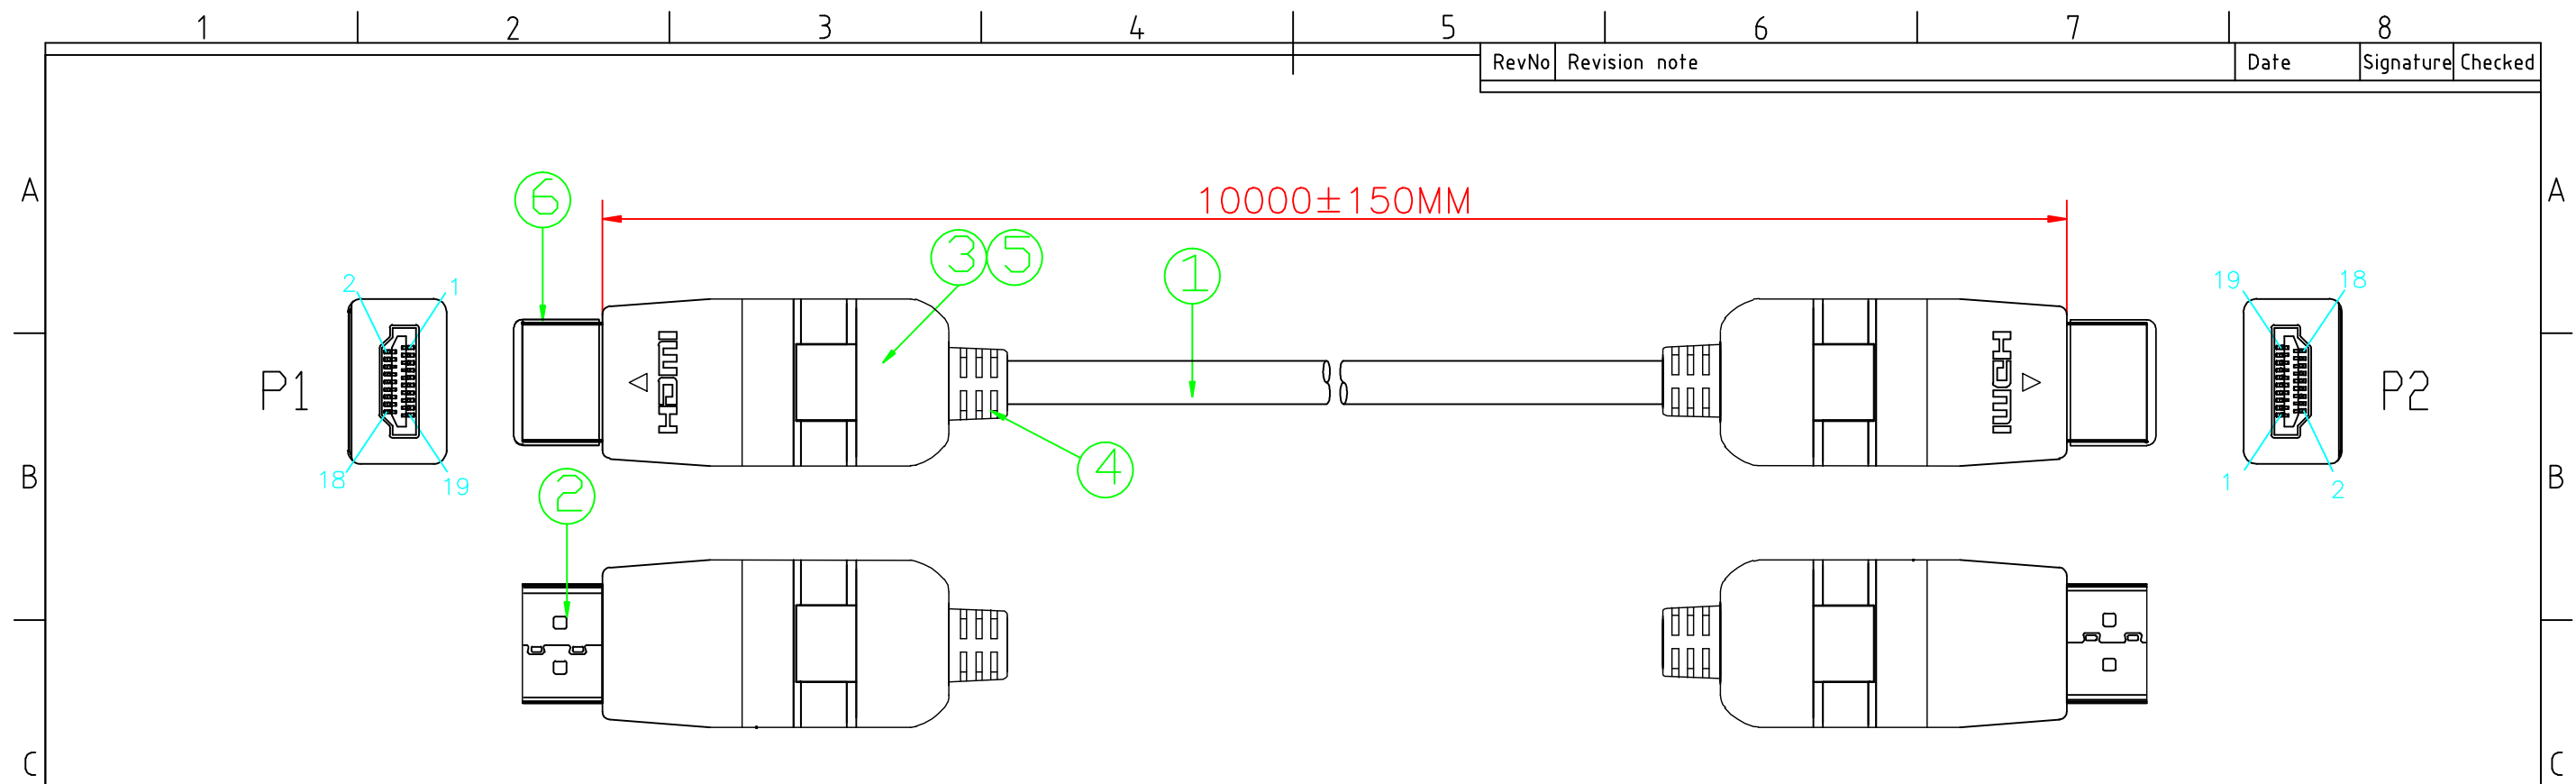 1 2 3 4 5 6 7 8
RevNo Revision note Date Signature Checked
A A
10000±150MM
6
3 5
1
2 1
19 18
HDMI HDMI
P1 P2
4
18 19
1 2
B B
2
C C